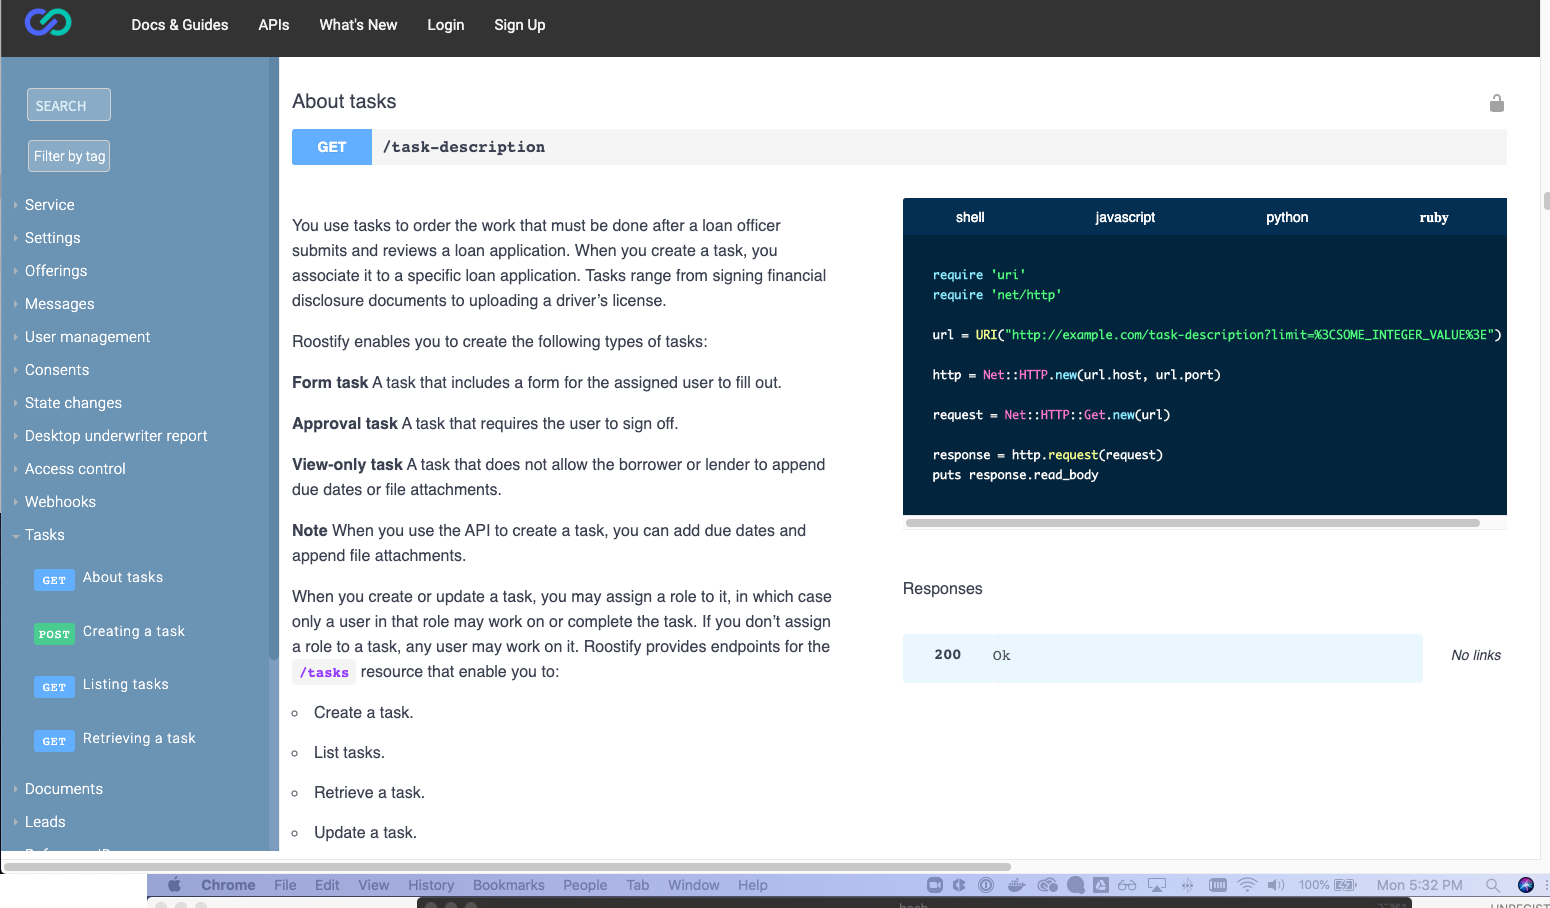 Docs & Guides APIs What's New Login Sign Up
SEARCH
Filter by tag
Service
Settings
Offerings
Messages
User management
Consents
State changes
Desktop underwriter report
Access control
Webhooks
Tasks
GET About tasks
POST Creating a task
GET Listing tasks
GET Retrieving a task
Documents
Leads
About tasks
GET /task-description
You use tasks to order the work that must be done after a loan officer
submits and reviews a loan application. When you create a task, you
associate it to a specific loan application. Tasks range from signing financial
disclosure documents to uploading a driver’s license.
Roostify enables you to create the following types of tasks:
Form task A task that includes a form for the assigned user to fill out.
Approval task A task that requires the user to sign off.
View-only task A task that does not allow the borrower or lender to append
due dates or file attachments.
Note When you use the API to create a task, you can add due dates and
append file attachments.
When you create or update a task, you may assign a role to it, in which case
only a user in that role may work on or complete the task. If you don’t assign
a role to a task, any user may work on it. Roostify provides endpoints for the
/tasks resource that enable you to:
Create a task.
List tasks.
Retrieve a task.
Update a task.
shell javascript python ruby
require 'uri'
require 'net/http'
url = URI("http://example.com/task-description?limit=%3CSOME_INTEGER_VALUE%3E")
http = Net::HTTP.new(url.host, url.port)
request = Net::HTTP::Get.new(url)
response = http.request(request)
puts response.read_body
Responses
200 Ok No links
Chrome File Edit View History Bookmarks People Tab Window Help 100% Mon 5:32 PM